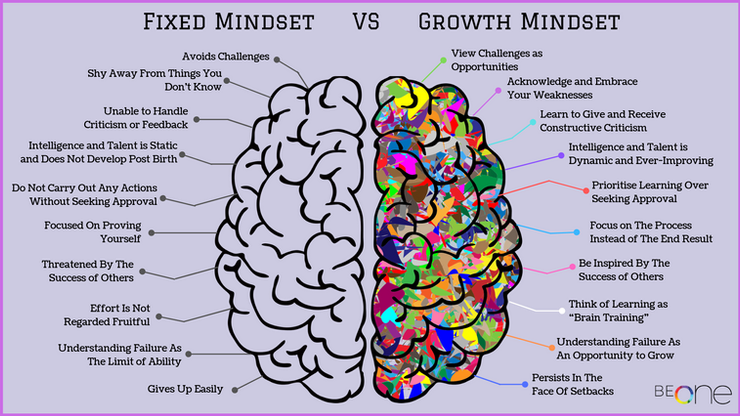 Fixed Mindset VS Growth Mindset
Avoids Challenges
Shy Away From Things You
Don't Know
Unable to Handle
Criticism or Feedback
Intelligence and Talent is Static
and Does Not Develop Post Birth
Do Not Carry Out Any Actions
Without Seeking Approval
Focused On Proving
Yourself
Threatened By The
Success of Others
Effort Is Not
Regarded Fruitful
Understanding Failure As
The Limit of Ability
Gives Up Easily
View Challenges as
Opportunities
Acknowledge and Embrace
Your Weaknesses
Learn to Give and Receive
Constructive Criticism
Intelligence and Talent is
Dynamic and Ever-Improving
Prioritise Learning Over
Seeking Approval
Focus on The Process
Instead of The End Result
Be Inspired By The
Success of Others
Think of Learning as
"Brain Training"
Understanding Failure As
An Opportunity to Grow
Persists In The
Face Of Setbacks
BEOne